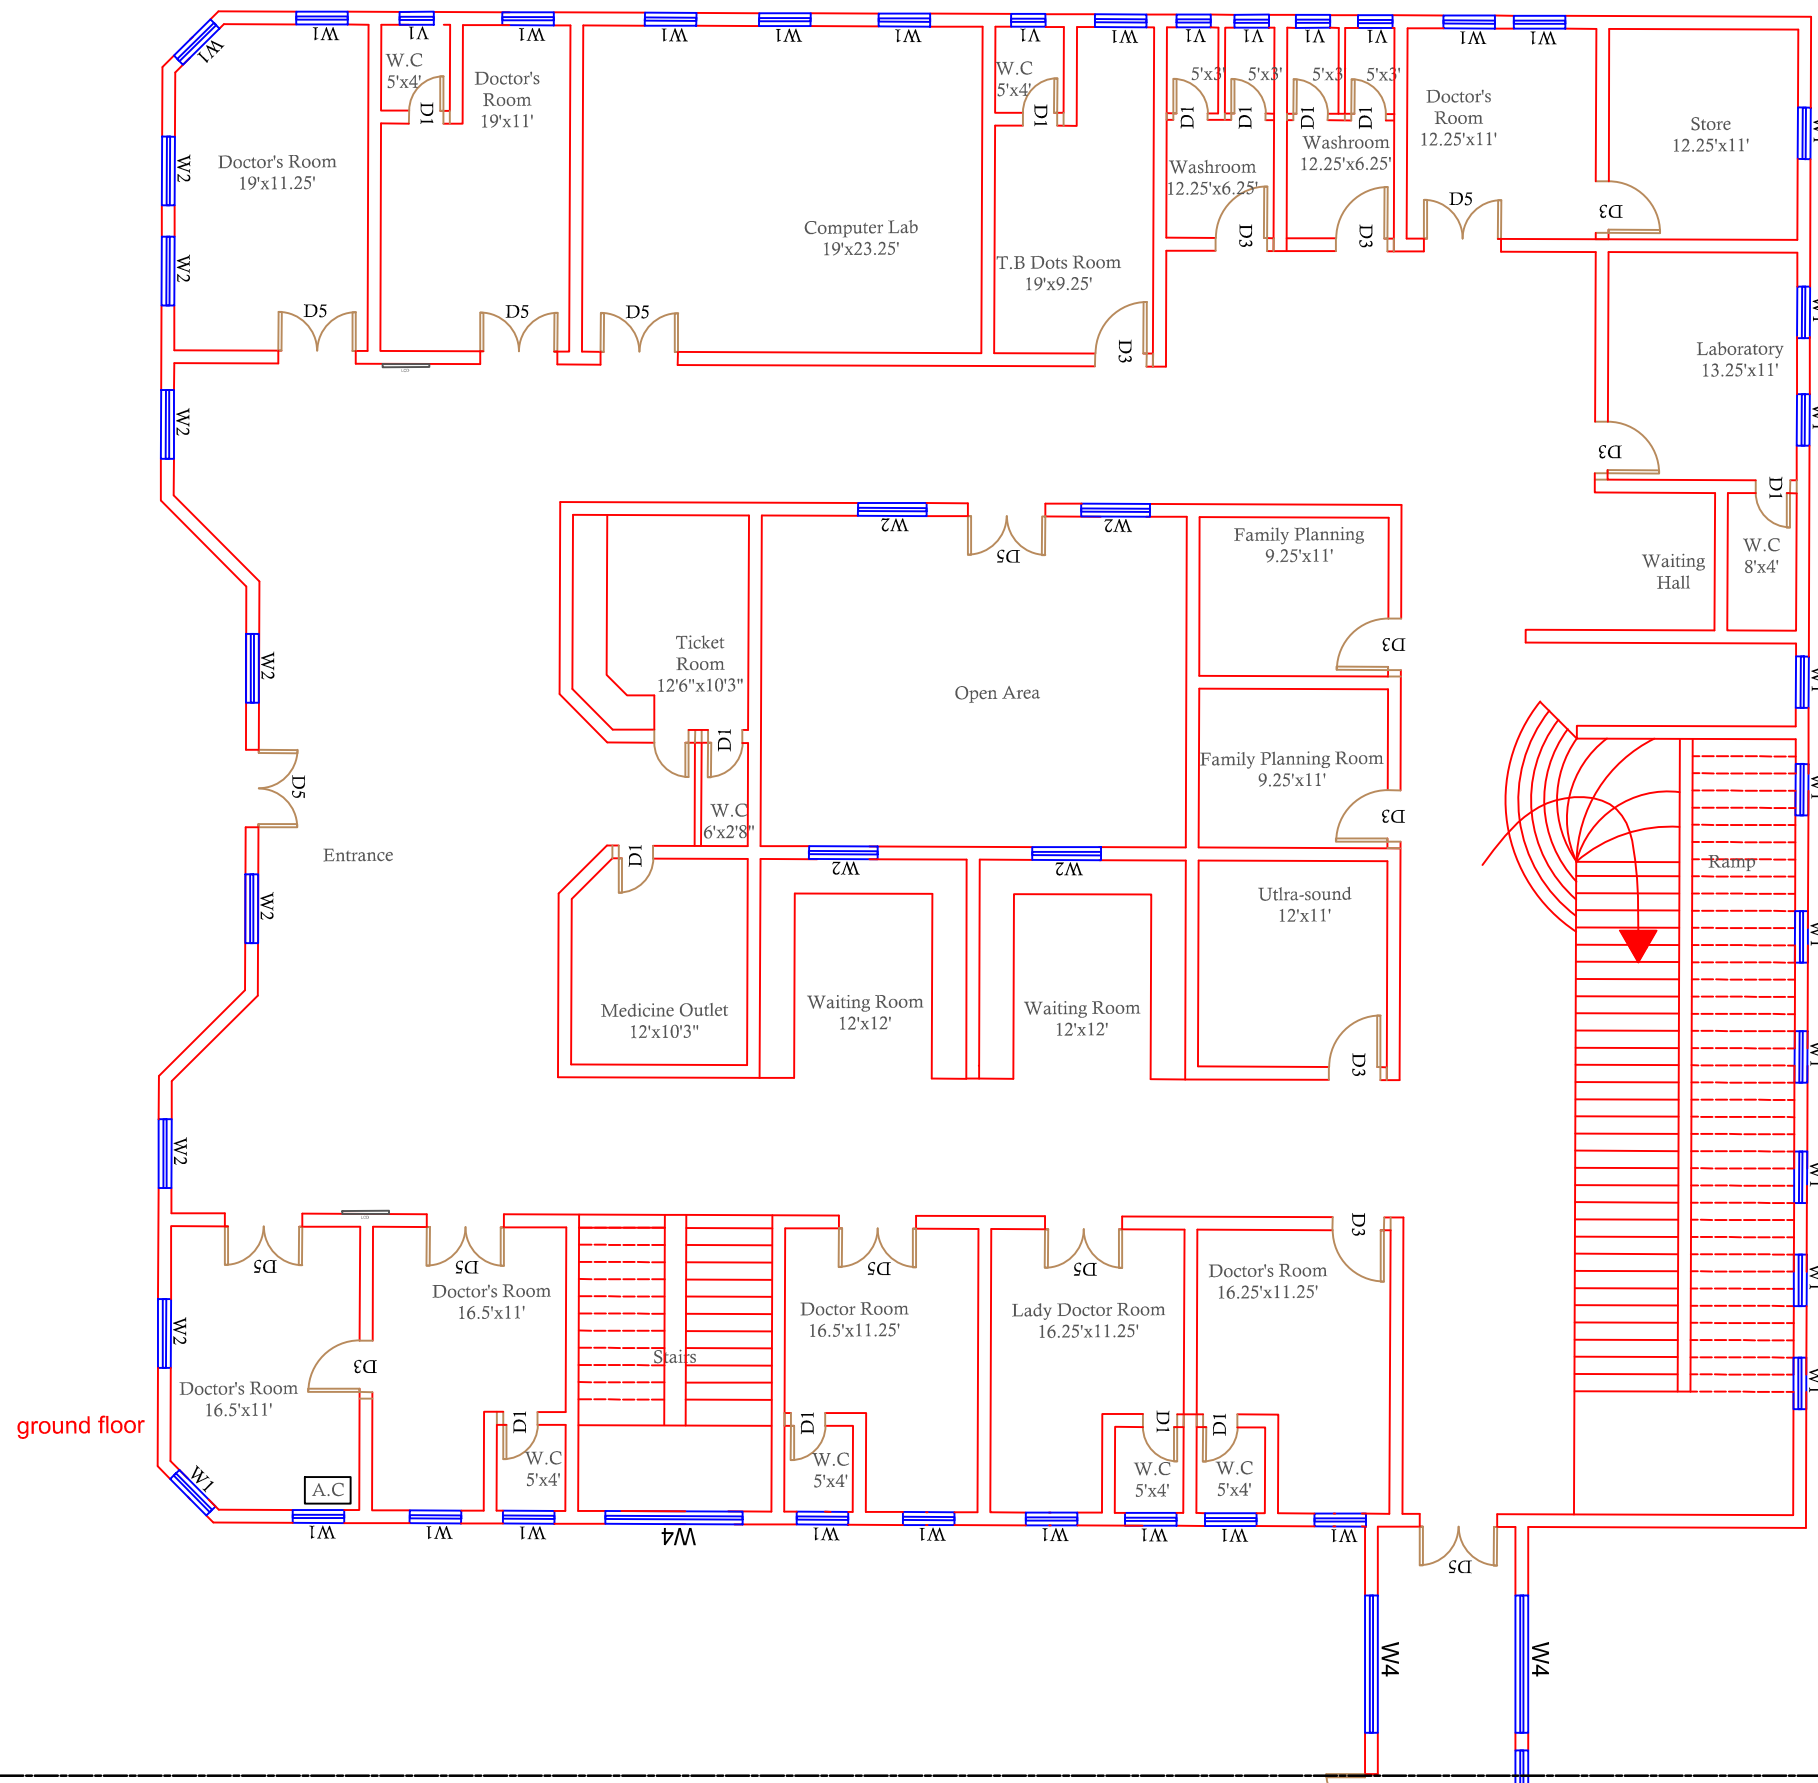 W1
W1
V1
W1
W1
W1
W1
V1
W1
V1
V1
V1
V1
W1
W1
W.C
5'x4'
D1
Doctor's
Room
19'x11'
W.C
5'x4'
D1
5'x3'
5'x3'
5'x3'
5'x3'
D1
D1
D1
D1
Doctor's
Room
12.25'x11'
Store
12.25'x11'
W1
Doctor's Room
19'x11.25'
W2
Washroom
12.25'x6.25'
Washroom
12.25'x6.25'
D5
D3
D3
D3
Computer Lab
19'x23.25'
T.B Dots Room
19'x9.25'
W2
D5
D5
D5
D3
W1
Laboratory
13.25'x11'
W2
W1
D3
D1
W2
W2
D5
Family Planning
9.25'x11'
Waiting
Hall
W.C
8'x4'
Ticket
Room
12'6"x10'3"
W2
D3
Open Area
W1
D1
Family Planning Room
9.25'x11'
D5
W1
W.C
6'x2'8"
D3
Entrance
D1
W2
W2
Ramp
Utlra-sound
12'x11'
W2
W1
Medicine Outlet
12'x10'3"
Waiting Room
12'x12'
Waiting Room
12'x12'
D3
W1
W2
W1
D3
D5
D5
D5
D5
Doctor's Room
16.5'x11'
Doctor Room
16.5'x11.25'
Lady Doctor Room
16.25'x11.25'
Doctor's Room
16.25'x11.25'
W1
W2
D3
Stairs
W1
Doctor's Room
16.5'x11'
ground floor
D1
D1
D1
D1
W.C
5'x4'
W.C
5'x4'
W.C
5'x4'
W.C
5'x4'
W1
A.C
W1
W1
W1
W4
W1
W1
W1
W1
W1
W1
D5
W4
W4